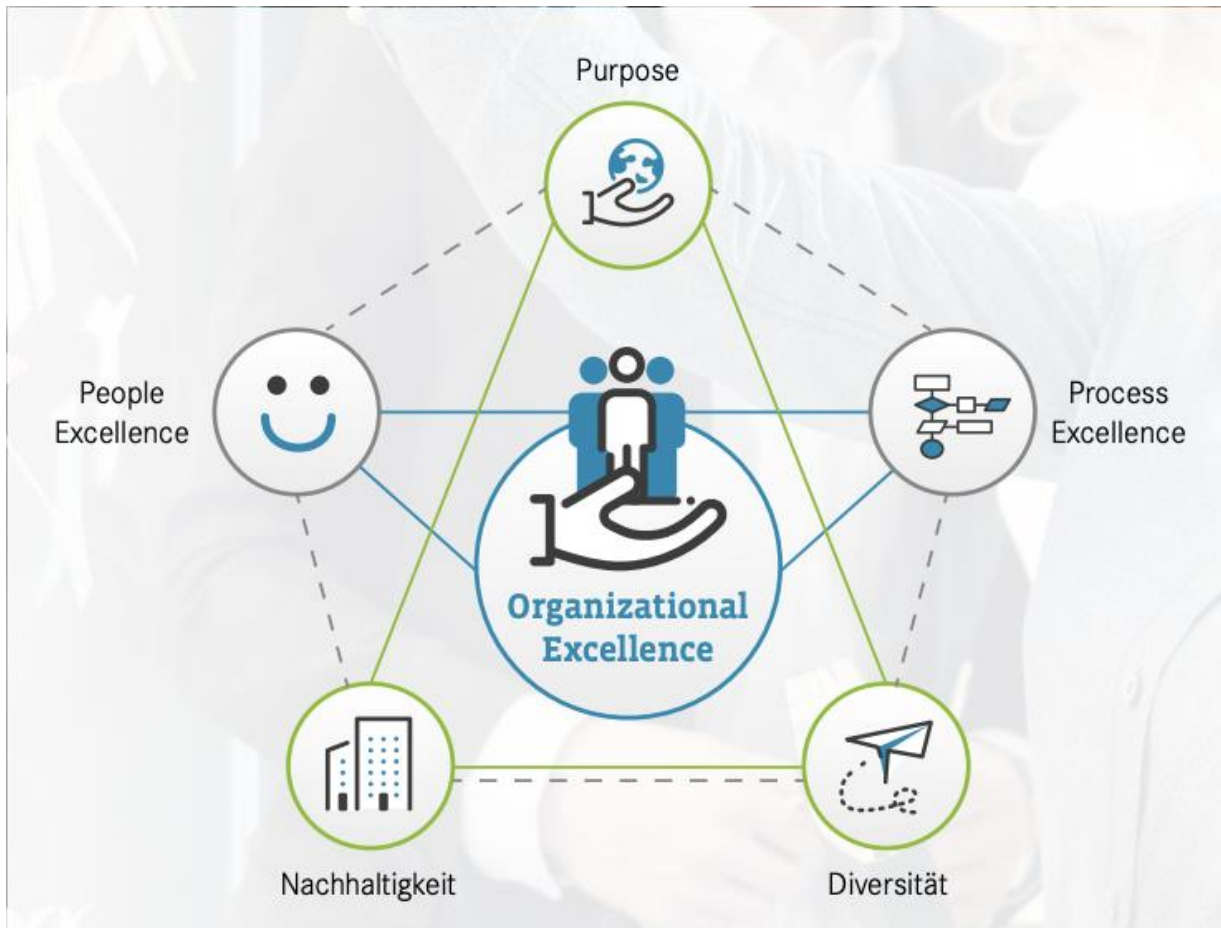 Purpose
People
Excellence
Process
Excellence
Organizational
Excellence
Nachhaltigkeit
Diversität